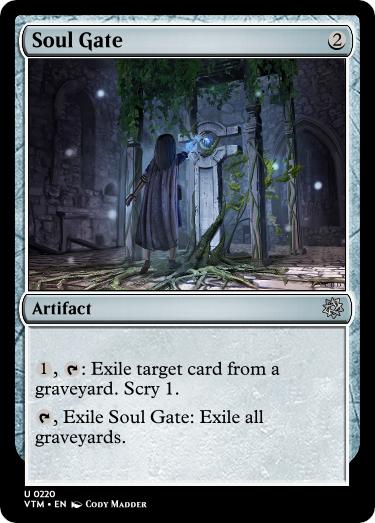 Soul Gate 2
Artifact
1, T: Exile target card from a
graveyard. Scry 1.
T, Exile Soul Gate: Exile all
graveyards.
U 0220
VTM • EN Cody Madder